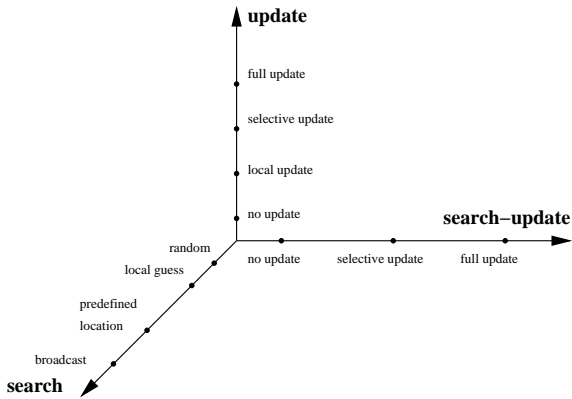 update
full update
selective update
local update
no update
search–update
random
no update
selective update
full update
local guess
predefined
location
broadcast
search